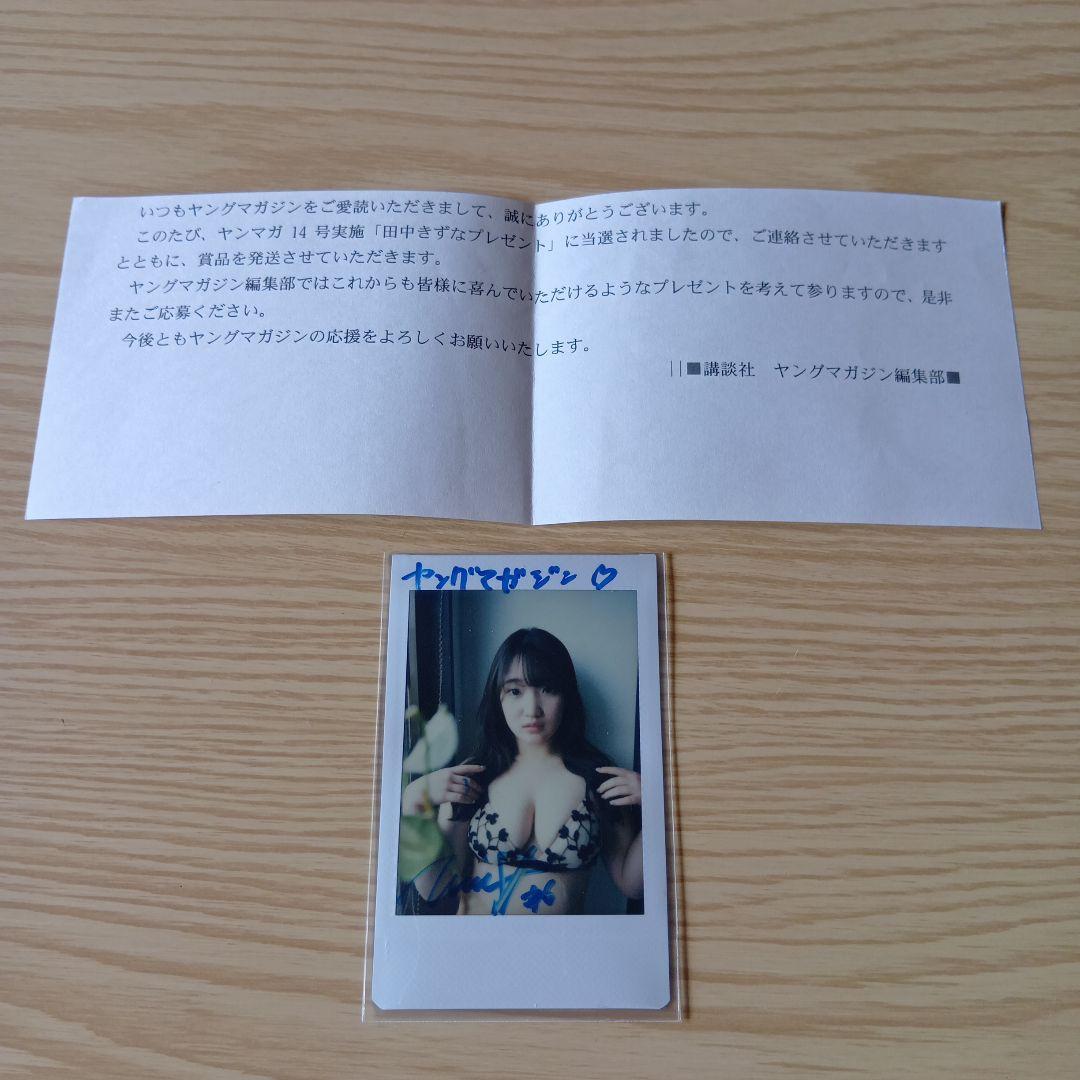 いつもヤングマガジンをご愛読いただきまして、誠にありがとうございます。
このたび、ヤンマガ 14 号実施「田中きずなプレゼント」に当選されましたので、ご連絡させていただきます
とともに、賞品を発送させていただきます。
ヤングマガジン編集部ではこれからも皆様に喜んでいただけるようなプレゼントを考えて参りますので、是非
またご応募ください。
今後ともヤングマガジンの応援をよろしくお願いいたします。
||■講談社　ヤングマガジン編集部■
ヤングマガジン♡